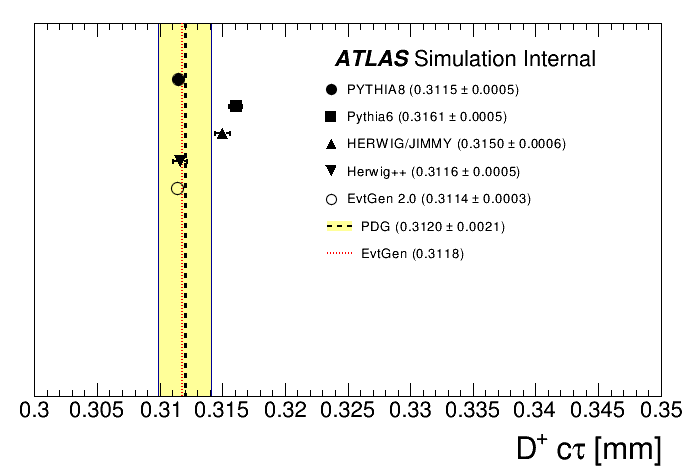 ATLAS Simulation Internal
PYTHIA8 (0.3115 ± 0.0005)
Pythia6 (0.3161 ± 0.0005)
HERWIG/JIMMY (0.3150 ± 0.0006)
Herwig++ (0.3116 ± 0.0005)
EvtGen 2.0 (0.3114 ± 0.0003)
PDG (0.3120 ± 0.0021)
EvtGen (0.3118)
0.3 0.305 0.31 0.315 0.32 0.325 0.33 0.335 0.34 0.345 0.35
D⁺ cτ [mm]